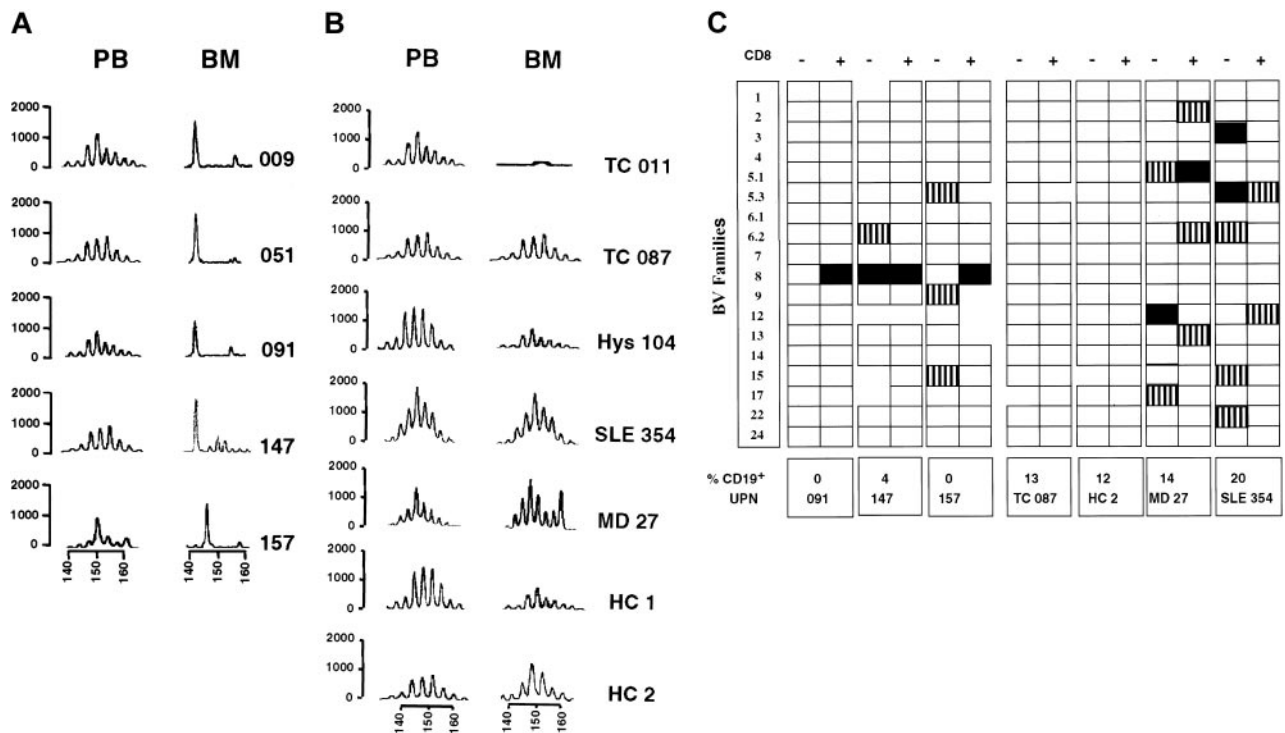 A
PB BM
2000
1000
0
009
2000
1000
0
051
2000
1000
0
091
2000
1000
0
147
2000
1000
0
157
140 150 160
140 150 160
B
PB BM
2000
1000
0
TC 011
2000
1000
0
TC 087
2000
1000
0
Hys 104
2000
1000
0
SLE 354
2000
1000
0
MD 27
2000
1000
0
HC 1
2000
1000
0
HC 2
140 150 160
140 150 160
C
CD8 - + - + - + - + - + - + - +
BV Families
1
2
3
4
5.1
5.3
6.1
6.2
7
8
9
12
13
14
15
17
22
24
% CD19+ 0 4 0 13 12 14 20
UPN 091 147 157 TC 087 HC 2 MD 27 SLE 354